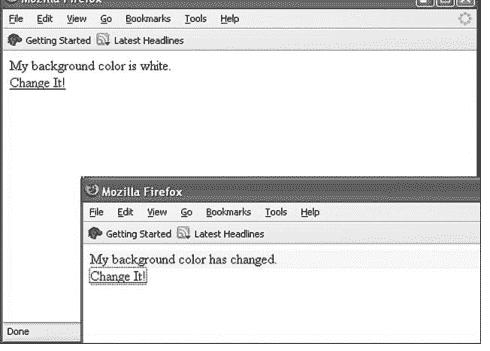 Mozilla Firefox
File Edit View Go Bookmarks Tools Help
Getting Started Latest Headlines
My background color is white.
Change It!
Mozilla Firefox
File Edit View Go Bookmarks Tools Help
Getting Started Latest Headlines
My background color has changed.
Change It!
Done